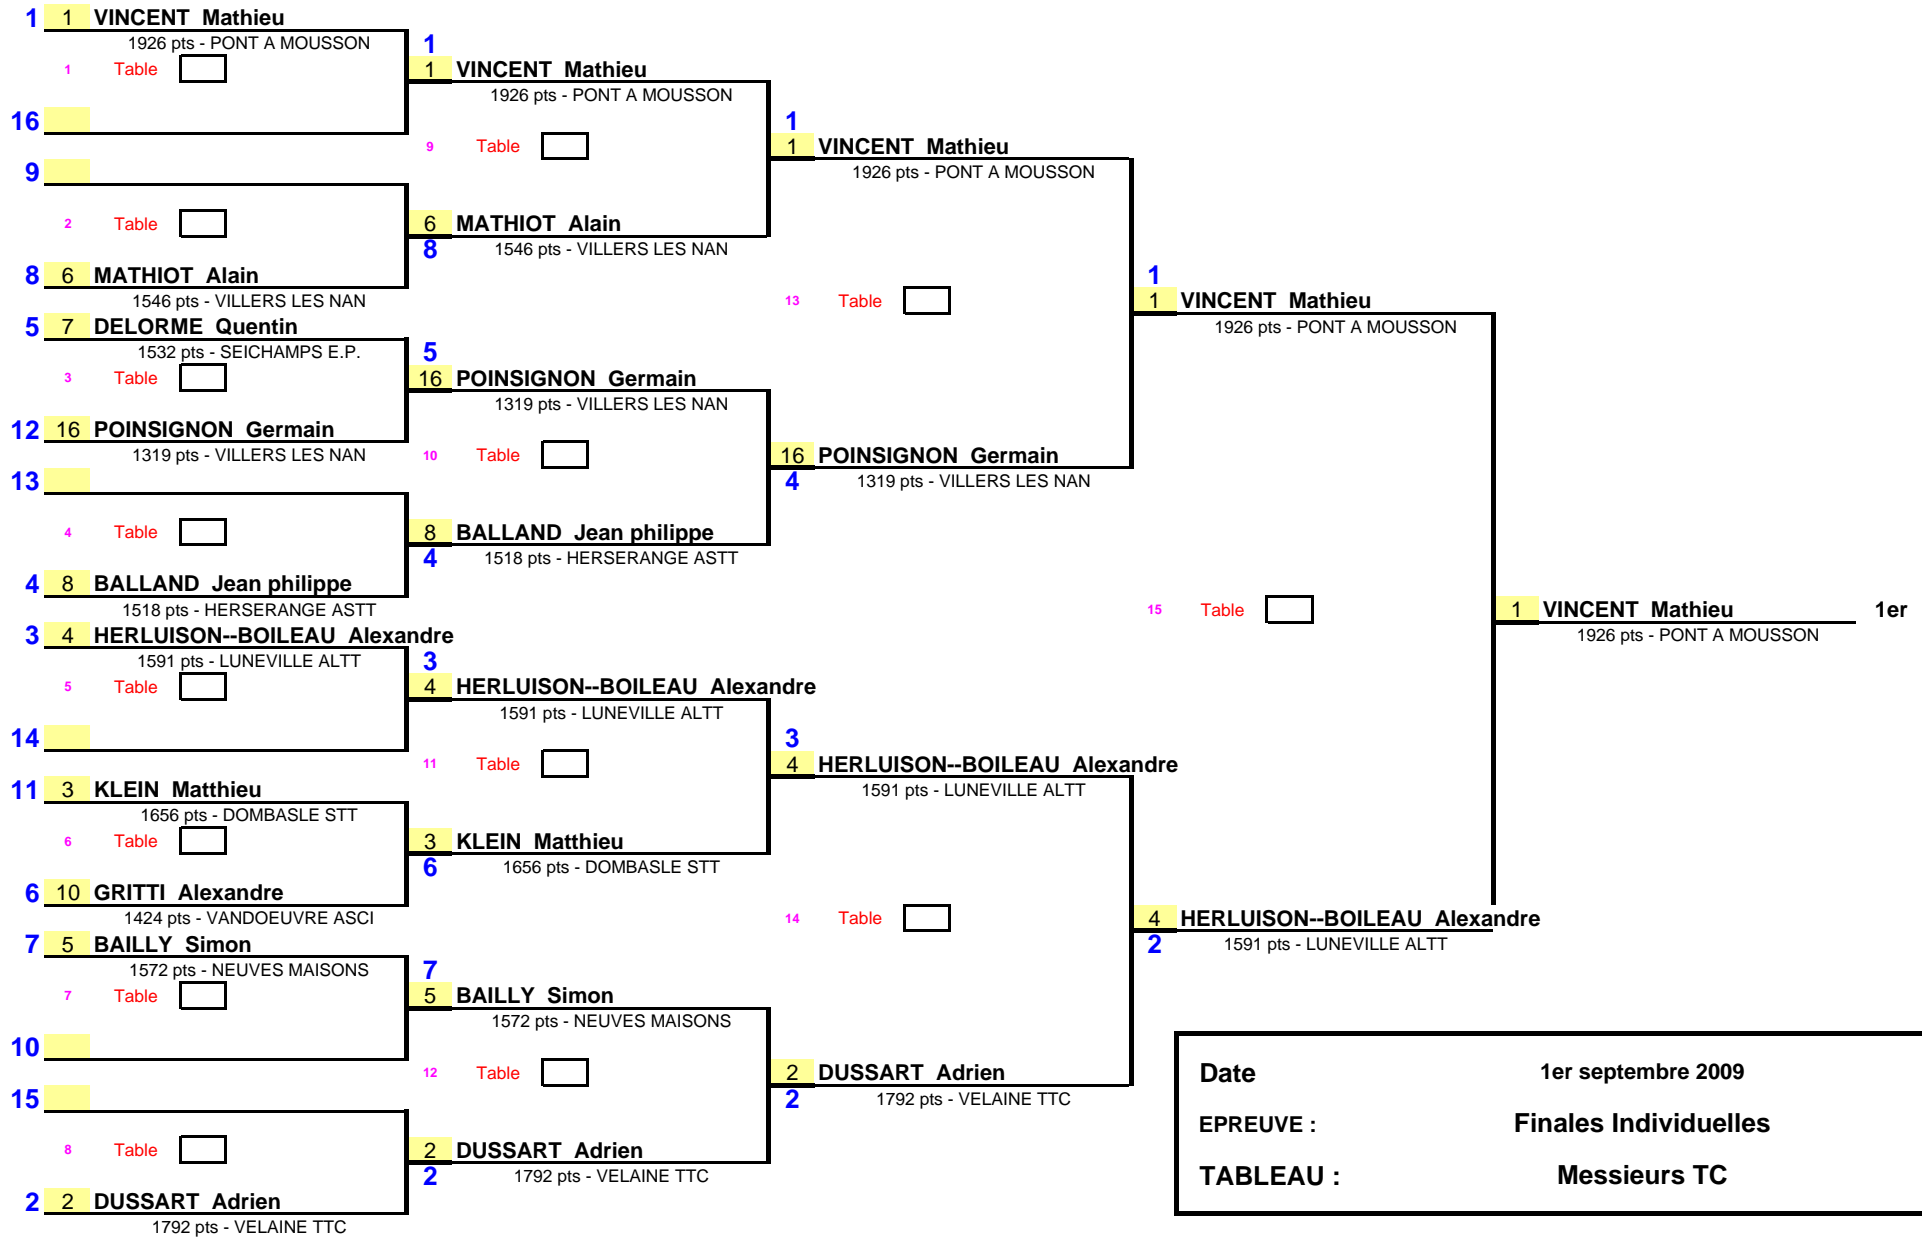 1 1 VINCENT Mathieu
1926 pts - PONT A MOUSSON
1 Table
16
9
2 Table
8 6 MATHIOT Alain
1546 pts - VILLERS LES NAN
5 7 DELORME Quentin
1532 pts - SEICHAMPS E.P.
3 Table
12 16 POINSIGNON Germain
1319 pts - VILLERS LES NAN
13
4 Table
4 8 BALLAND Jean philippe
1518 pts - HERSERANGE ASTT
3 4 HERLUISON--BOILEAU Alexandre
1591 pts - LUNEVILLE ALTT
5 Table
14
11 3 KLEIN Matthieu
1656 pts - DOMBASLE STT
6 Table
6 10 GRITTI Alexandre
1424 pts - VANDOEUVRE ASCI
7 5 BAILLY Simon
1572 pts - NEUVES MAISONS
7 Table
10
15
8 Table
2 2 DUSSART Adrien
1792 pts - VELAINE TTC
1
1 VINCENT Mathieu
1926 pts - PONT A MOUSSON
9 Table
6 MATHIOT Alain
8
1546 pts - VILLERS LES NAN
5
16 POINSIGNON Germain
1319 pts - VILLERS LES NAN
10 Table
8 BALLAND Jean philippe
4
1518 pts - HERSERANGE ASTT
3
4 HERLUISON--BOILEAU Alexandre
1591 pts - LUNEVILLE ALTT
11 Table
3 KLEIN Matthieu
6
1656 pts - DOMBASLE STT
7
5 BAILLY Simon
1572 pts - NEUVES MAISONS
12 Table
2 DUSSART Adrien
2
1792 pts - VELAINE TTC
1
1 VINCENT Mathieu
1926 pts - PONT A MOUSSON
13 Table
16 POINSIGNON Germain
4
1319 pts - VILLERS LES NAN
3
4 HERLUISON--BOILEAU Alexandre
1591 pts - LUNEVILLE ALTT
14 Table
2 DUSSART Adrien
2
1792 pts - VELAINE TTC
1
1 VINCENT Mathieu
1926 pts - PONT A MOUSSON
15 Table
4 HERLUISON--BOILEAU Alexandre
2
1591 pts - LUNEVILLE ALTT
1 VINCENT Mathieu 1er
1926 pts - PONT A MOUSSON
Date 1er septembre 2009
EPREUVE : Finales Individuelles
TABLEAU : Messieurs TC